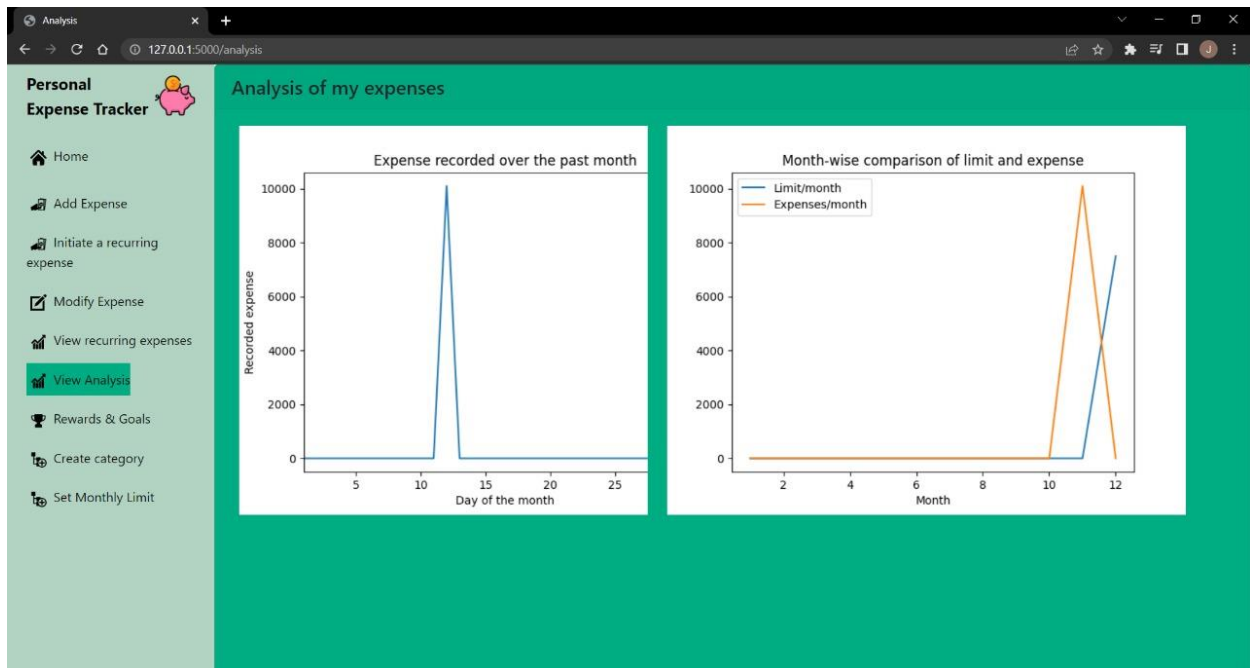 Analysis
127.0.0.1:5000/analysis
J
Personal
Expense Tracker
Home
Add Expense
Initiate a recurring
expense
Modify Expense
View recurring expenses
View Analysis
Rewards & Goals
Create category
Set Monthly Limit
Analysis of my expenses
Expense recorded over the past month
10000
8000
6000
4000
2000
0
Recorded expense
5 10 15 20 25
Day of the month
Month-wise comparison of limit and expense
Limit/month
Expenses/month
10000
8000
6000
4000
2000
0
2 4 6 8 10 12
Month